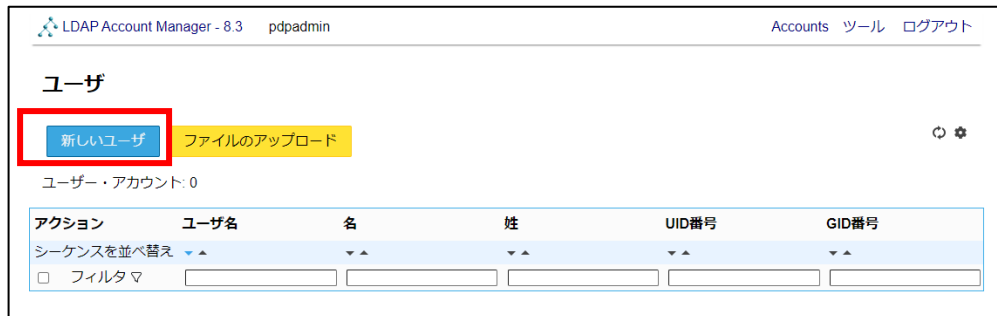 LDAP Account Manager - 8.3 pdpadmin Accounts ツール ログアウト
ユーザ
新しいユーザ ファイルのアップロード
ユーザー・アカウント: 0
アクション ユーザ名 名 姓 UID番号 GID番号
シーケンスを並べ替え
フィルタ